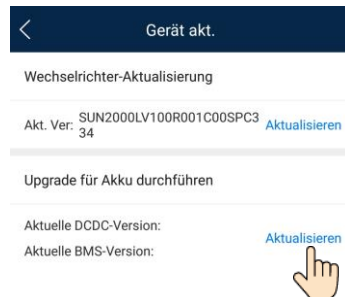 Gerät akt.
Wechselrichter-Aktualisierung
Akt. Ver: SUN2000LV100R001C00SPC3
34 Aktualisieren
Upgrade für Akku durchführen
Aktuelle DCDC-Version:
Aktualisieren
Aktuelle BMS-Version: